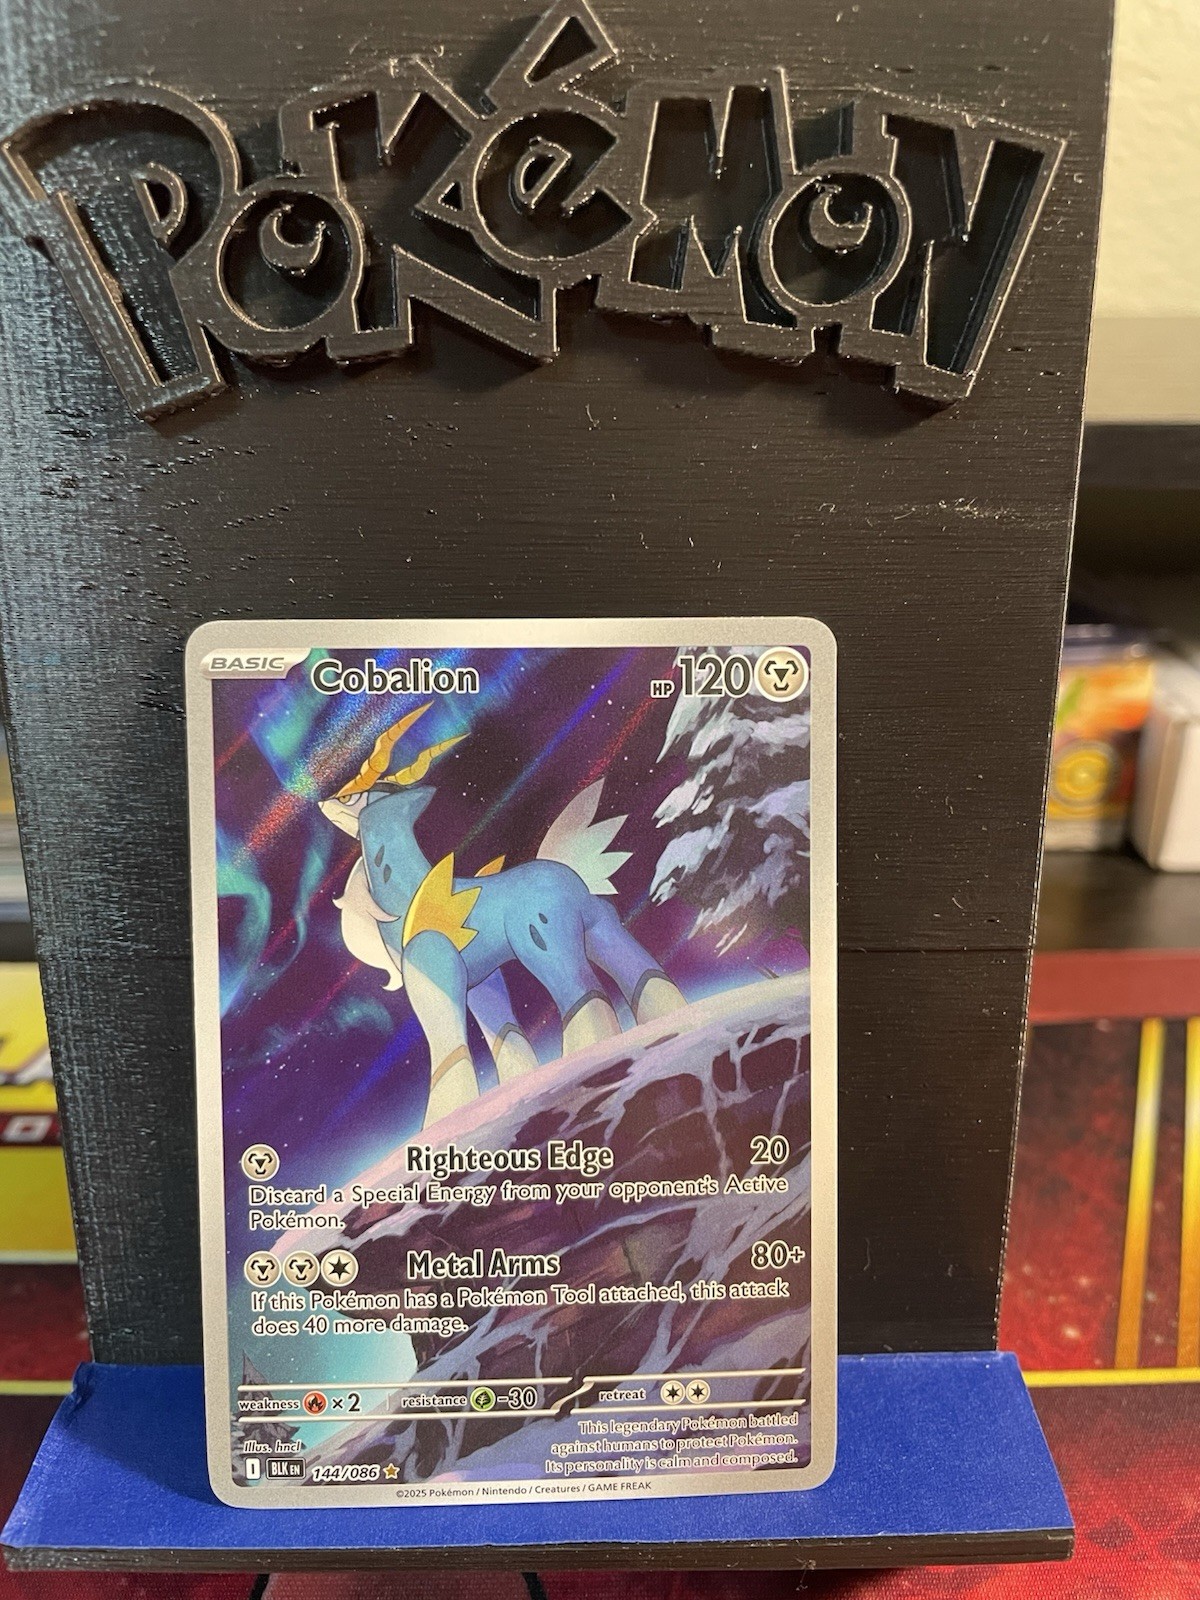 POKéMON
BASIC Cobalion HP 120
Righteous Edge 20
Discard a Special Energy from your opponent's Active
Pokémon.
Metal Arms 80+
If this Pokémon has a Pokémon Tool attached, this attack
does 40 more damage.
weakness ×2 resistance -30 retreat
This legendary Pokémon battled
against humans to protect Pokémon.
Its personality is calm and composed.
Illus. hncl
I BLK EN 144/086
©2025 Pokémon / Nintendo / Creatures / GAME FREAK